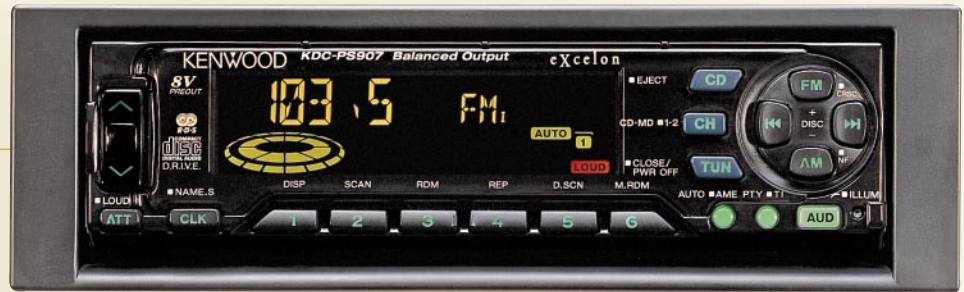 KENWOOD KDC-PS907 Balanced Output eXcelon
8V
PREOUT
R·D·S
COMPACT
disc
DIGITAL AUDIO
D.R.I.V.E.
103.5 FM1
AUTO 1
LOUD
■EJECT CD
CD-MD ■1-2 CH
■CLOSE/
PWR OFF TUN
FM
■CRSC
+
DISC
−
AM
■NF
■NAME.S DISP SCAN RDM REP D.SCN M.RDM AUTO ■AME PTY ■TI ■ILLUM
■LOUD
ATT CLK 1 2 3 4 5 6 AUD